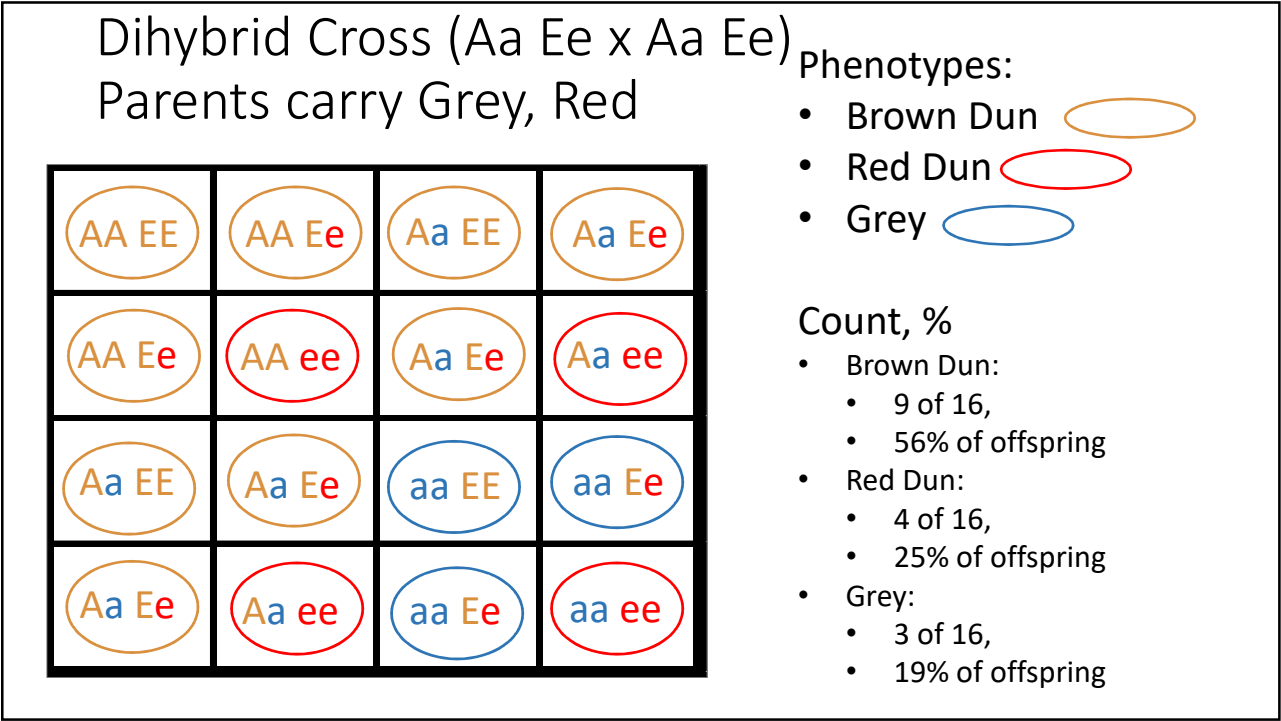 Dihybrid Cross (Aa Ee x Aa Ee)
Parents carry Grey, Red
AA EE AA Ee Aa EE Aa Ee
AA Ee AA ee Aa Ee Aa ee
Aa EE Aa Ee aa EE aa Ee
Aa Ee Aa ee aa Ee aa ee
Phenotypes:
• Brown Dun
• Red Dun
• Grey
Count, %
• Brown Dun:
• 9 of 16,
• 56% of offspring
• Red Dun:
• 4 of 16,
• 25% of offspring
• Grey:
• 3 of 16,
• 19% of offspring